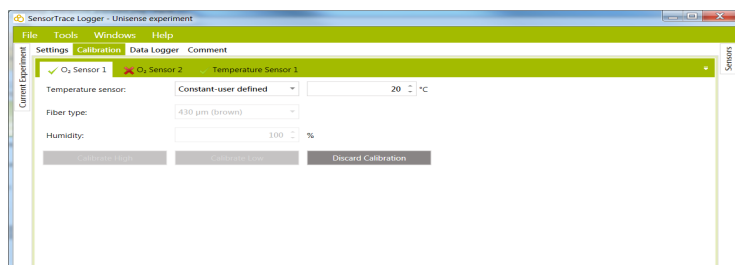 SensorTrace Logger - Unisense experiment
File Tools Windows Help
Current Experiment
Settings Calibration Data Logger Comment
Sensors
O₂ Sensor 1 O₂ Sensor 2 Temperature Sensor 1
Temperature sensor: Constant-user defined 20 °C
Fiber type: 430 µm (brown)
Humidity: 100 %
Calibrate High Calibrate Low Discard Calibration